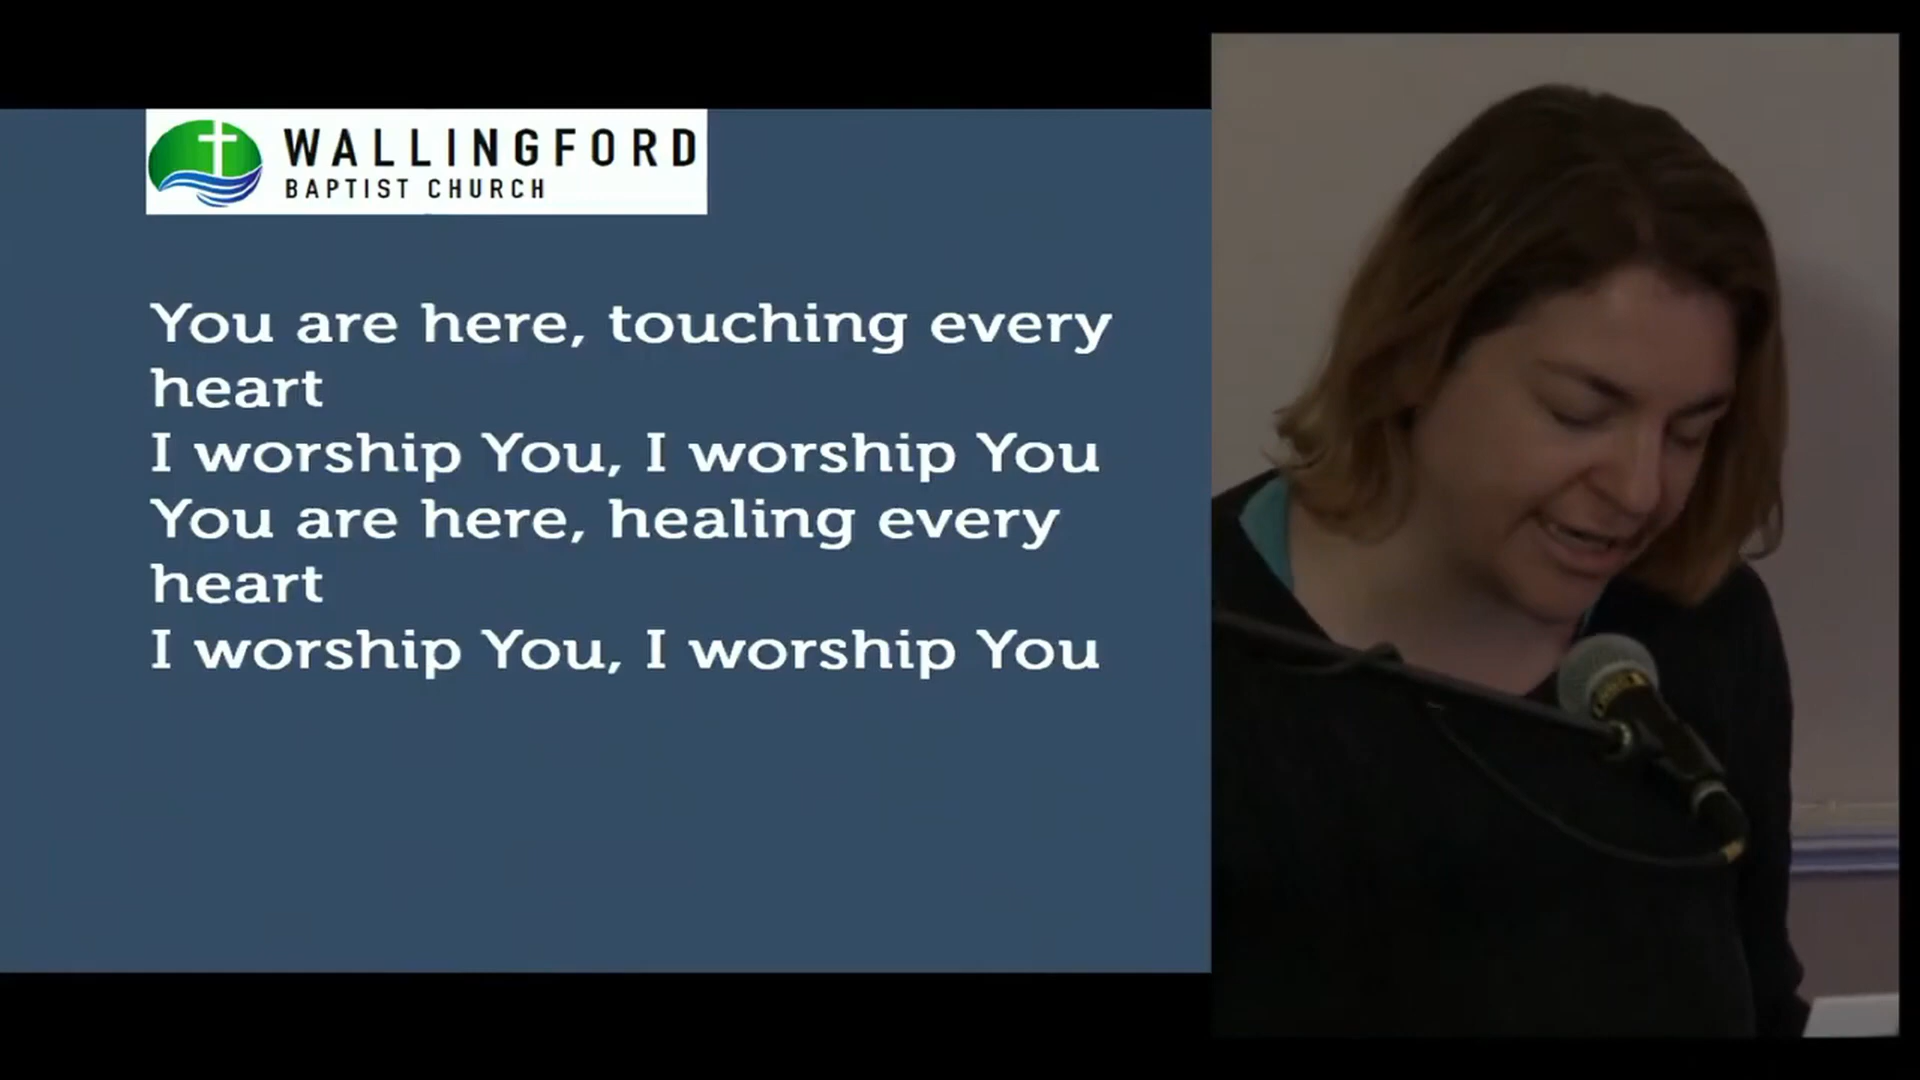 WALLINGFORD
BAPTIST CHURCH
You are here, touching every
heart
I worship You, I worship You
You are here, healing every
heart
I worship You, I worship You